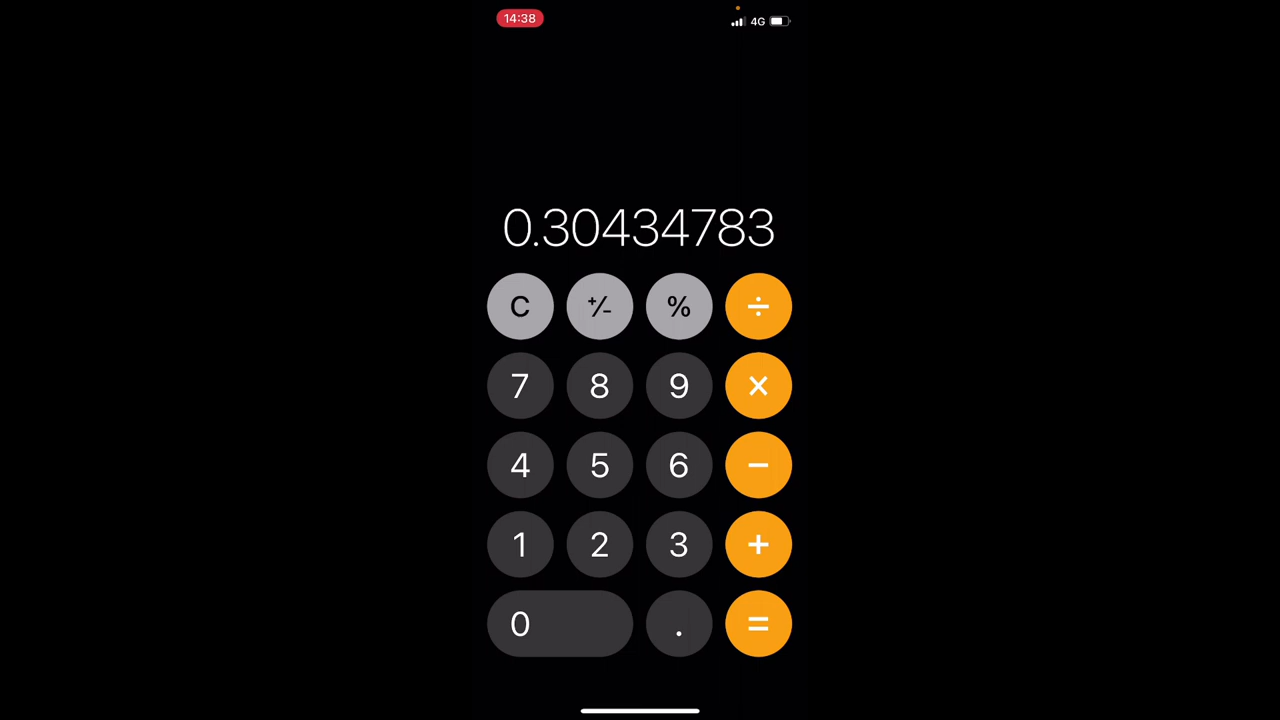 14:38
4G
0.30434783
C +/- % ÷
7 8 9 ×
4 5 6 −
1 2 3 +
0 . =